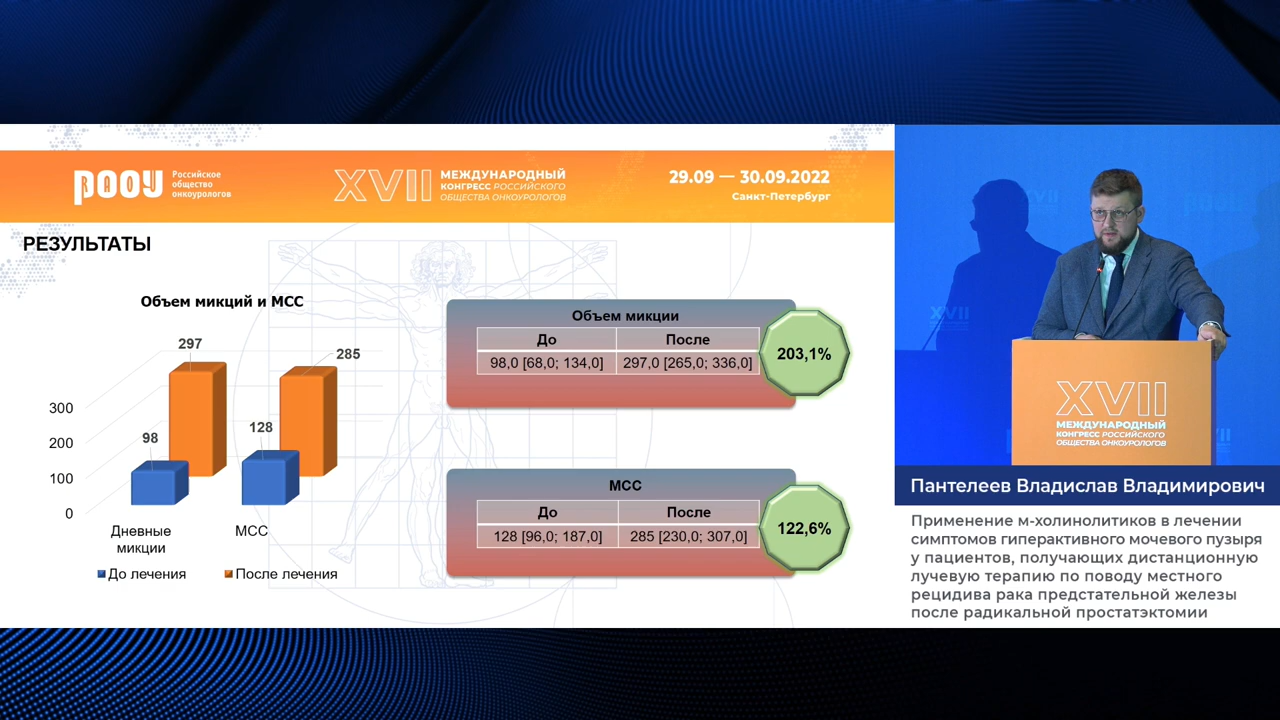 РООУ
Российское
общество
онкоурологов
XVII
МЕЖДУНАРОДНЫЙ
КОНГРЕСС РОССИЙСКОГО
ОБЩЕСТВА ОНКОУРОЛОГОВ
29.09 — 30.09.2022
Санкт-Петербург
РЕЗУЛЬТАТЫ
Объем микций и МСС
297
285
98
128
300
200
100
0
Дневные
микции
МСС
До лечения
После лечения
Объем микции
До После
98,0 [68,0; 134,0] 297,0 [265,0; 336,0]
203,1%
МСС
До После
128 [96,0; 187,0] 285 [230,0; 307,0]
122,6%
XVII
XVII
МЕЖДУНАРОДНЫЙ
КОНГРЕСС РОССИЙСКОГО
ОБЩЕСТВА ОНКОУРОЛОГОВ
Пантелеев Владислав Владимирович
Применение м-холинолитиков в лечении
симптомов гиперактивного мочевого пузыря
у пациентов, получающих дистанционную
лучевую терапию по поводу местного
рецидива рака предстательной железы
после радикальной простатэктомии